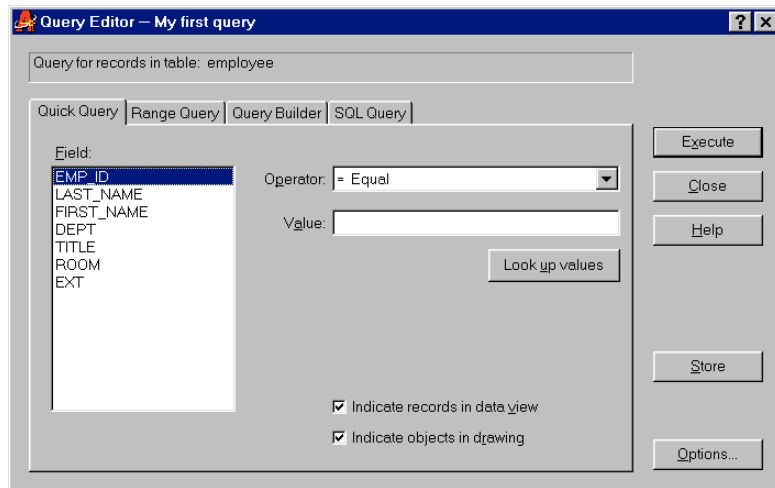 Query Editor – My first query
Query for records in table: employee
Quick Query
Range Query
Query Builder
SQL Query
Field:
EMP_ID
LAST_NAME
FIRST_NAME
DEPT
TITLE
ROOM
EXT
Operator:
= Equal
Value:
Look up values
Indicate records in data view
Indicate objects in drawing
Execute
Close
Help
Store
Options...